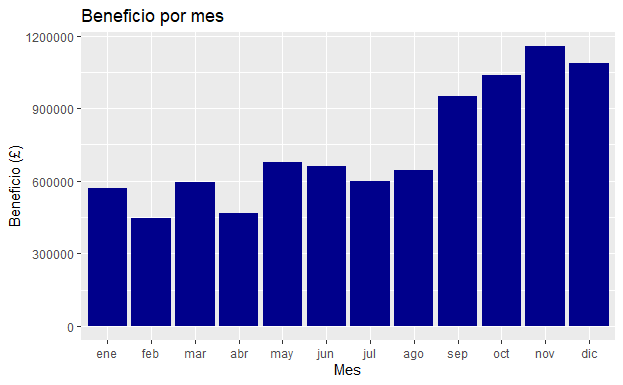 Beneficio por mes
Beneficio (£)
1200000
900000
600000
300000
0
ene feb mar abr may jun jul ago sep oct nov dic
Mes